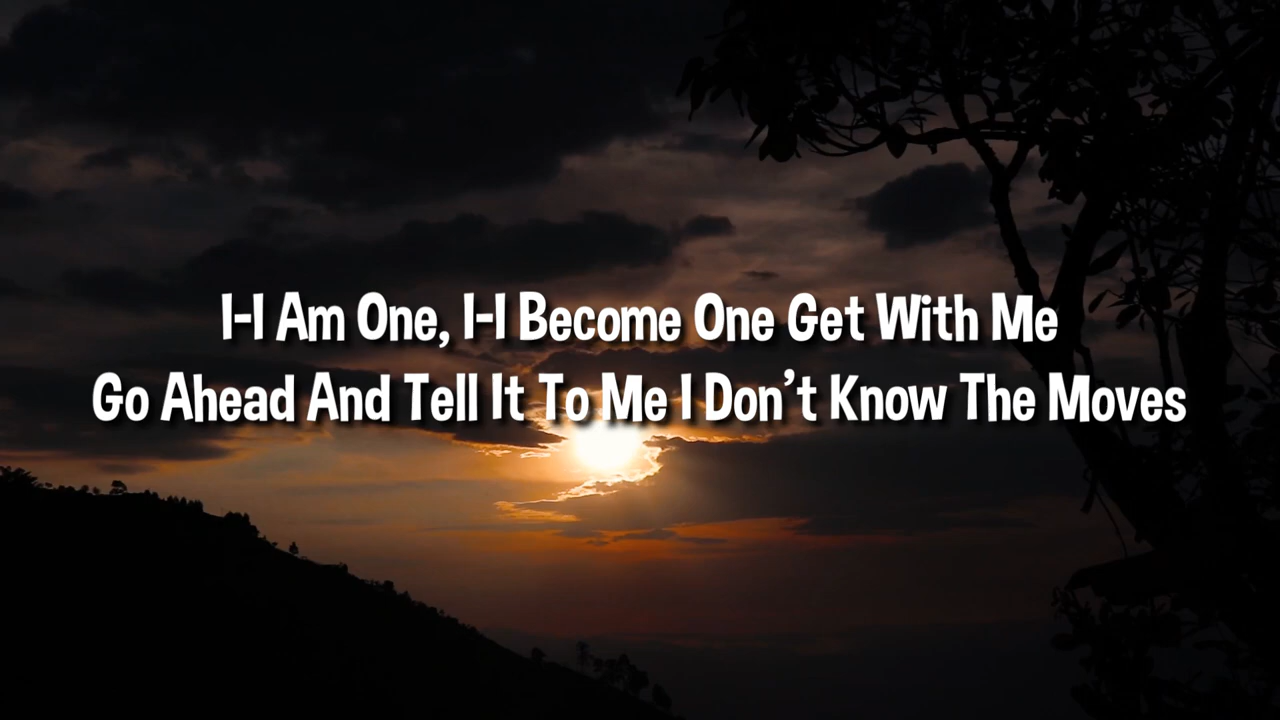 I-I Am One, I-I Become One Get With Me
Go Ahead And Tell It To Me I Don't Know The Moves